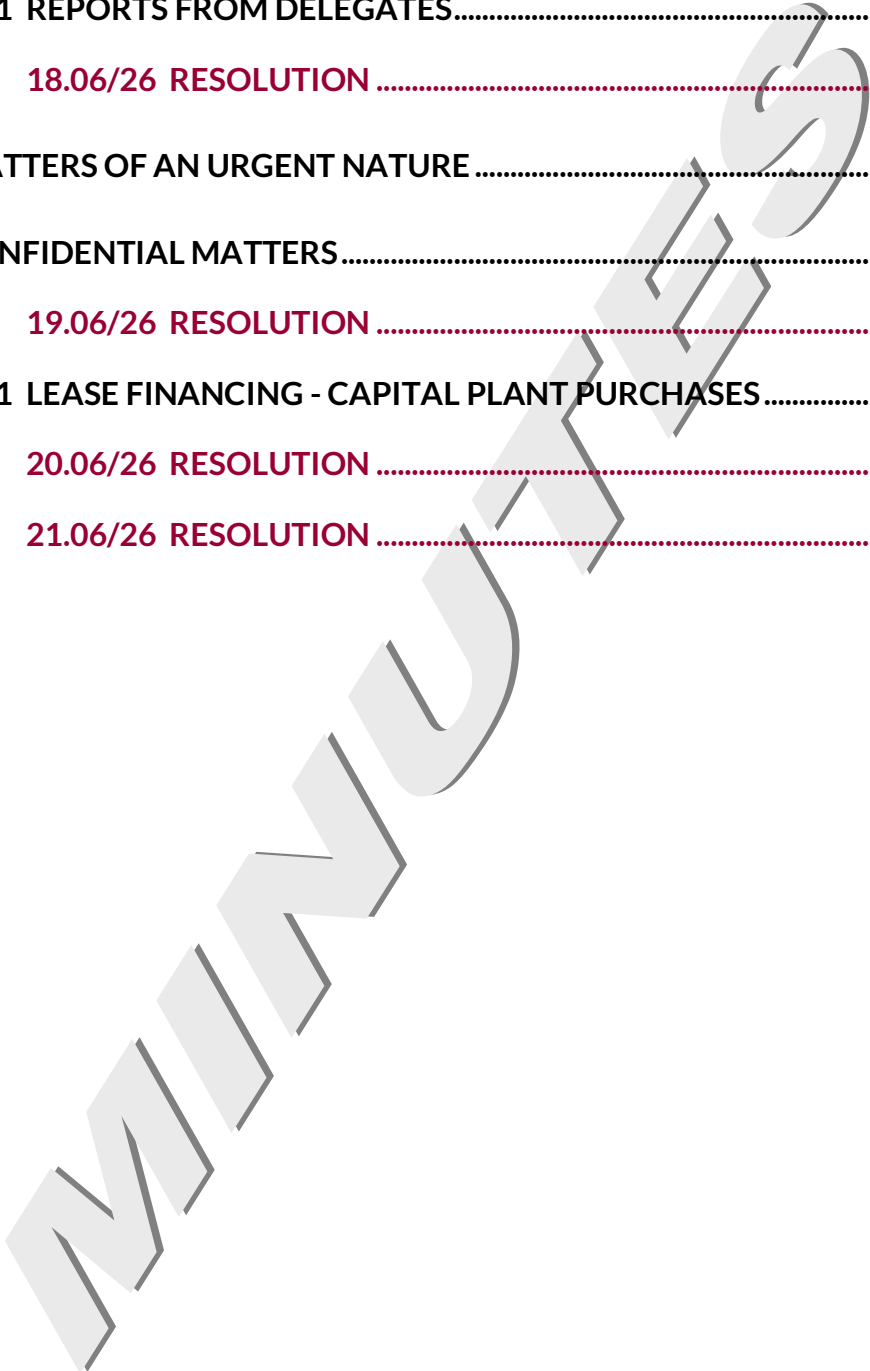 1 REPORTS FROM DELEGATES................................................................
18.06/26 RESOLUTION ................................................................
ATTERS OF AN URGENT NATURE ................................................................
NFIDENTIAL MATTERS................................................................
19.06/26 RESOLUTION ................................................................
1 LEASE FINANCING - CAPITAL PLANT PURCHASES ...............
20.06/26 RESOLUTION ................................................................
21.06/26 RESOLUTION ................................................................
MINUTES